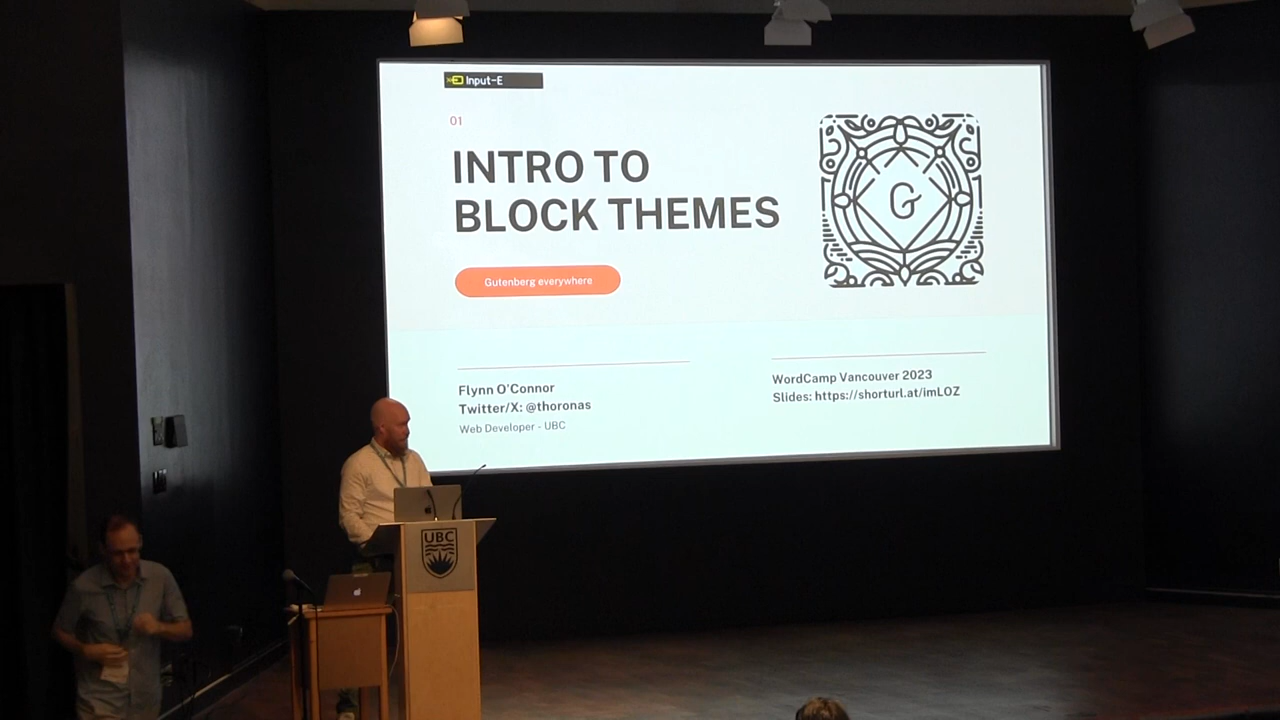 Input-E
01
INTRO TO
BLOCK THEMES
G
Gutenberg everywhere
Flynn O'Connor
Twitter/X: @thoronas
Web Developer - UBC
WordCamp Vancouver 2023
Slides: https://shorturl.at/imLOZ
UBC